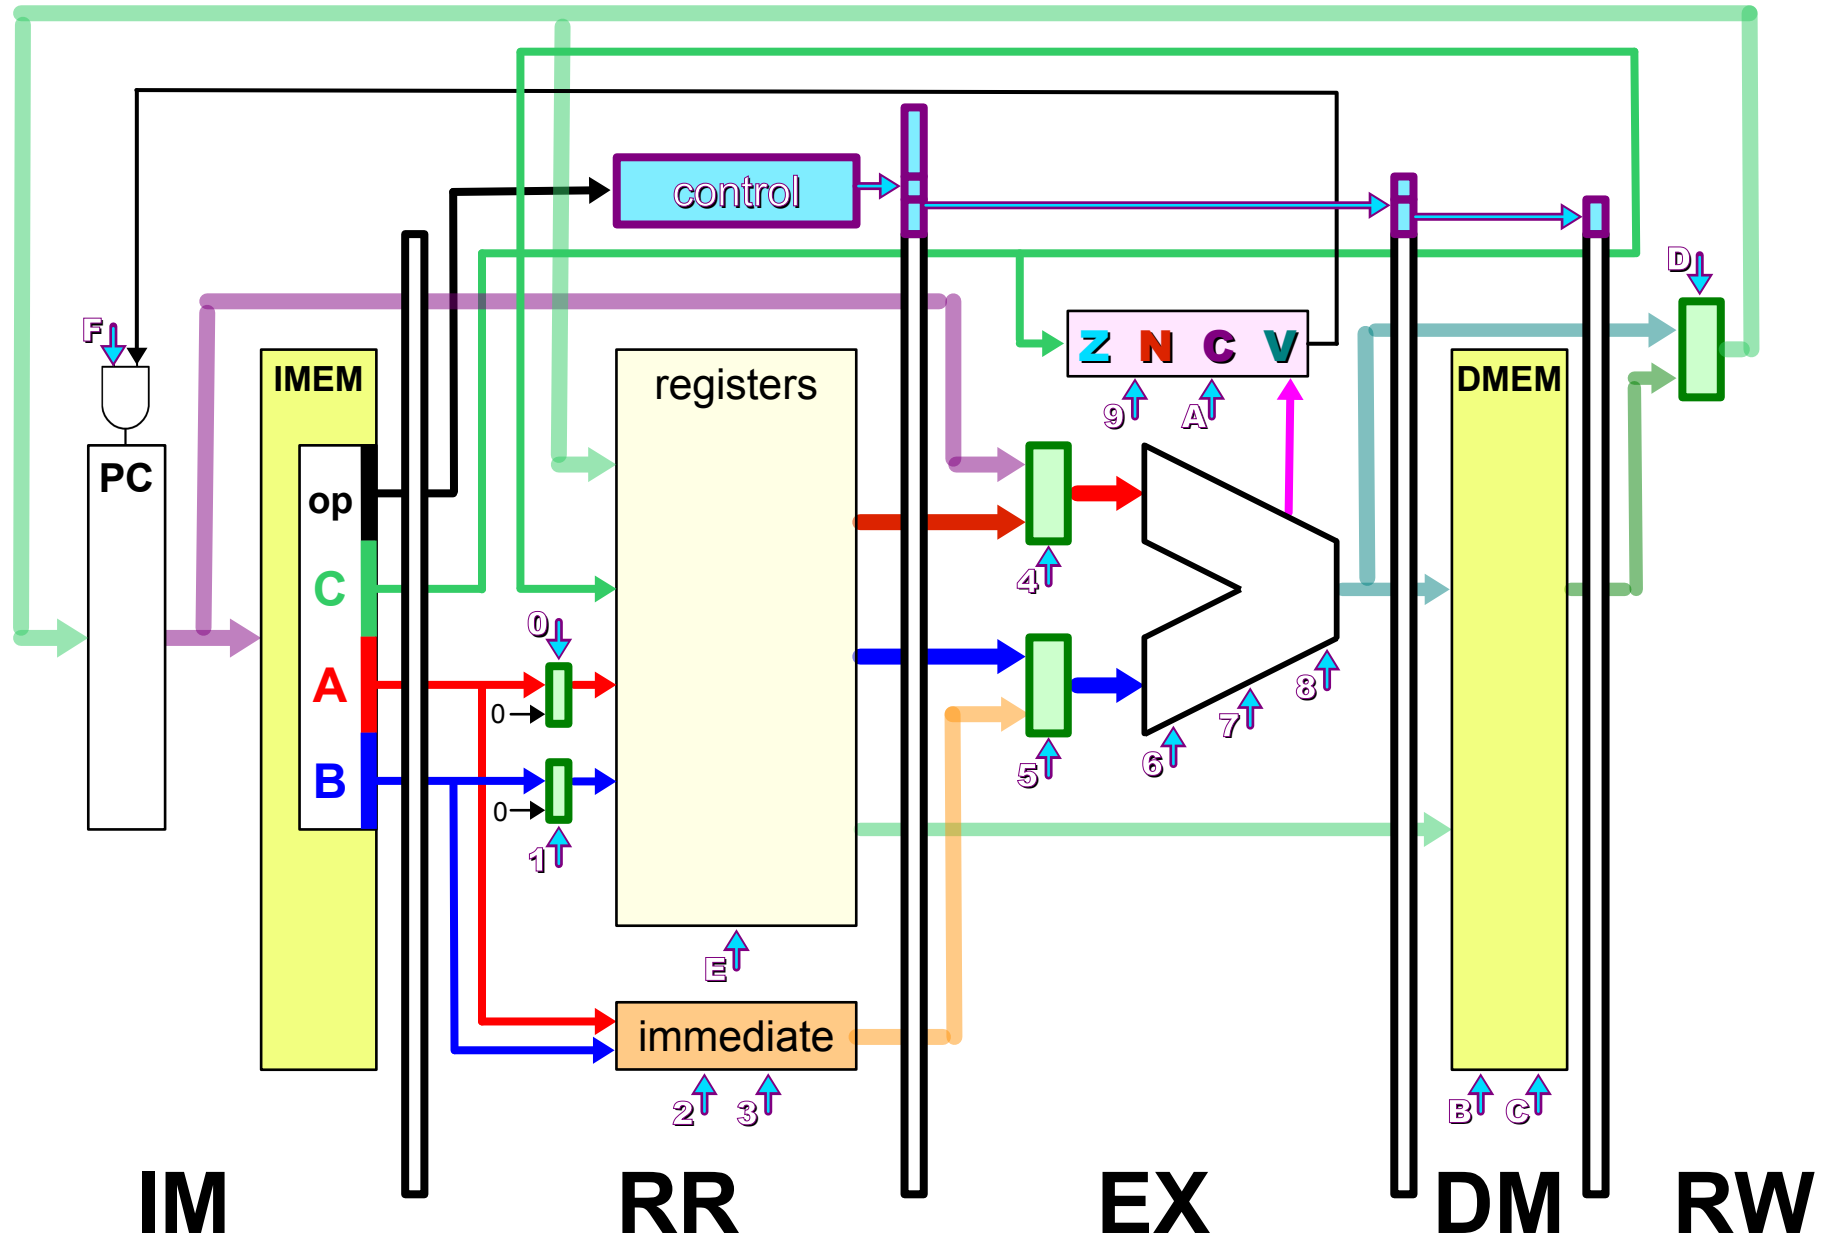 control
D
F
IMEM
registers
Z N C V
DMEM
9 A
PC
op
4
C
0
A
0
8
7
6
B
5
0
1
E
immediate
2 3
B C
IM RR EX DM RW